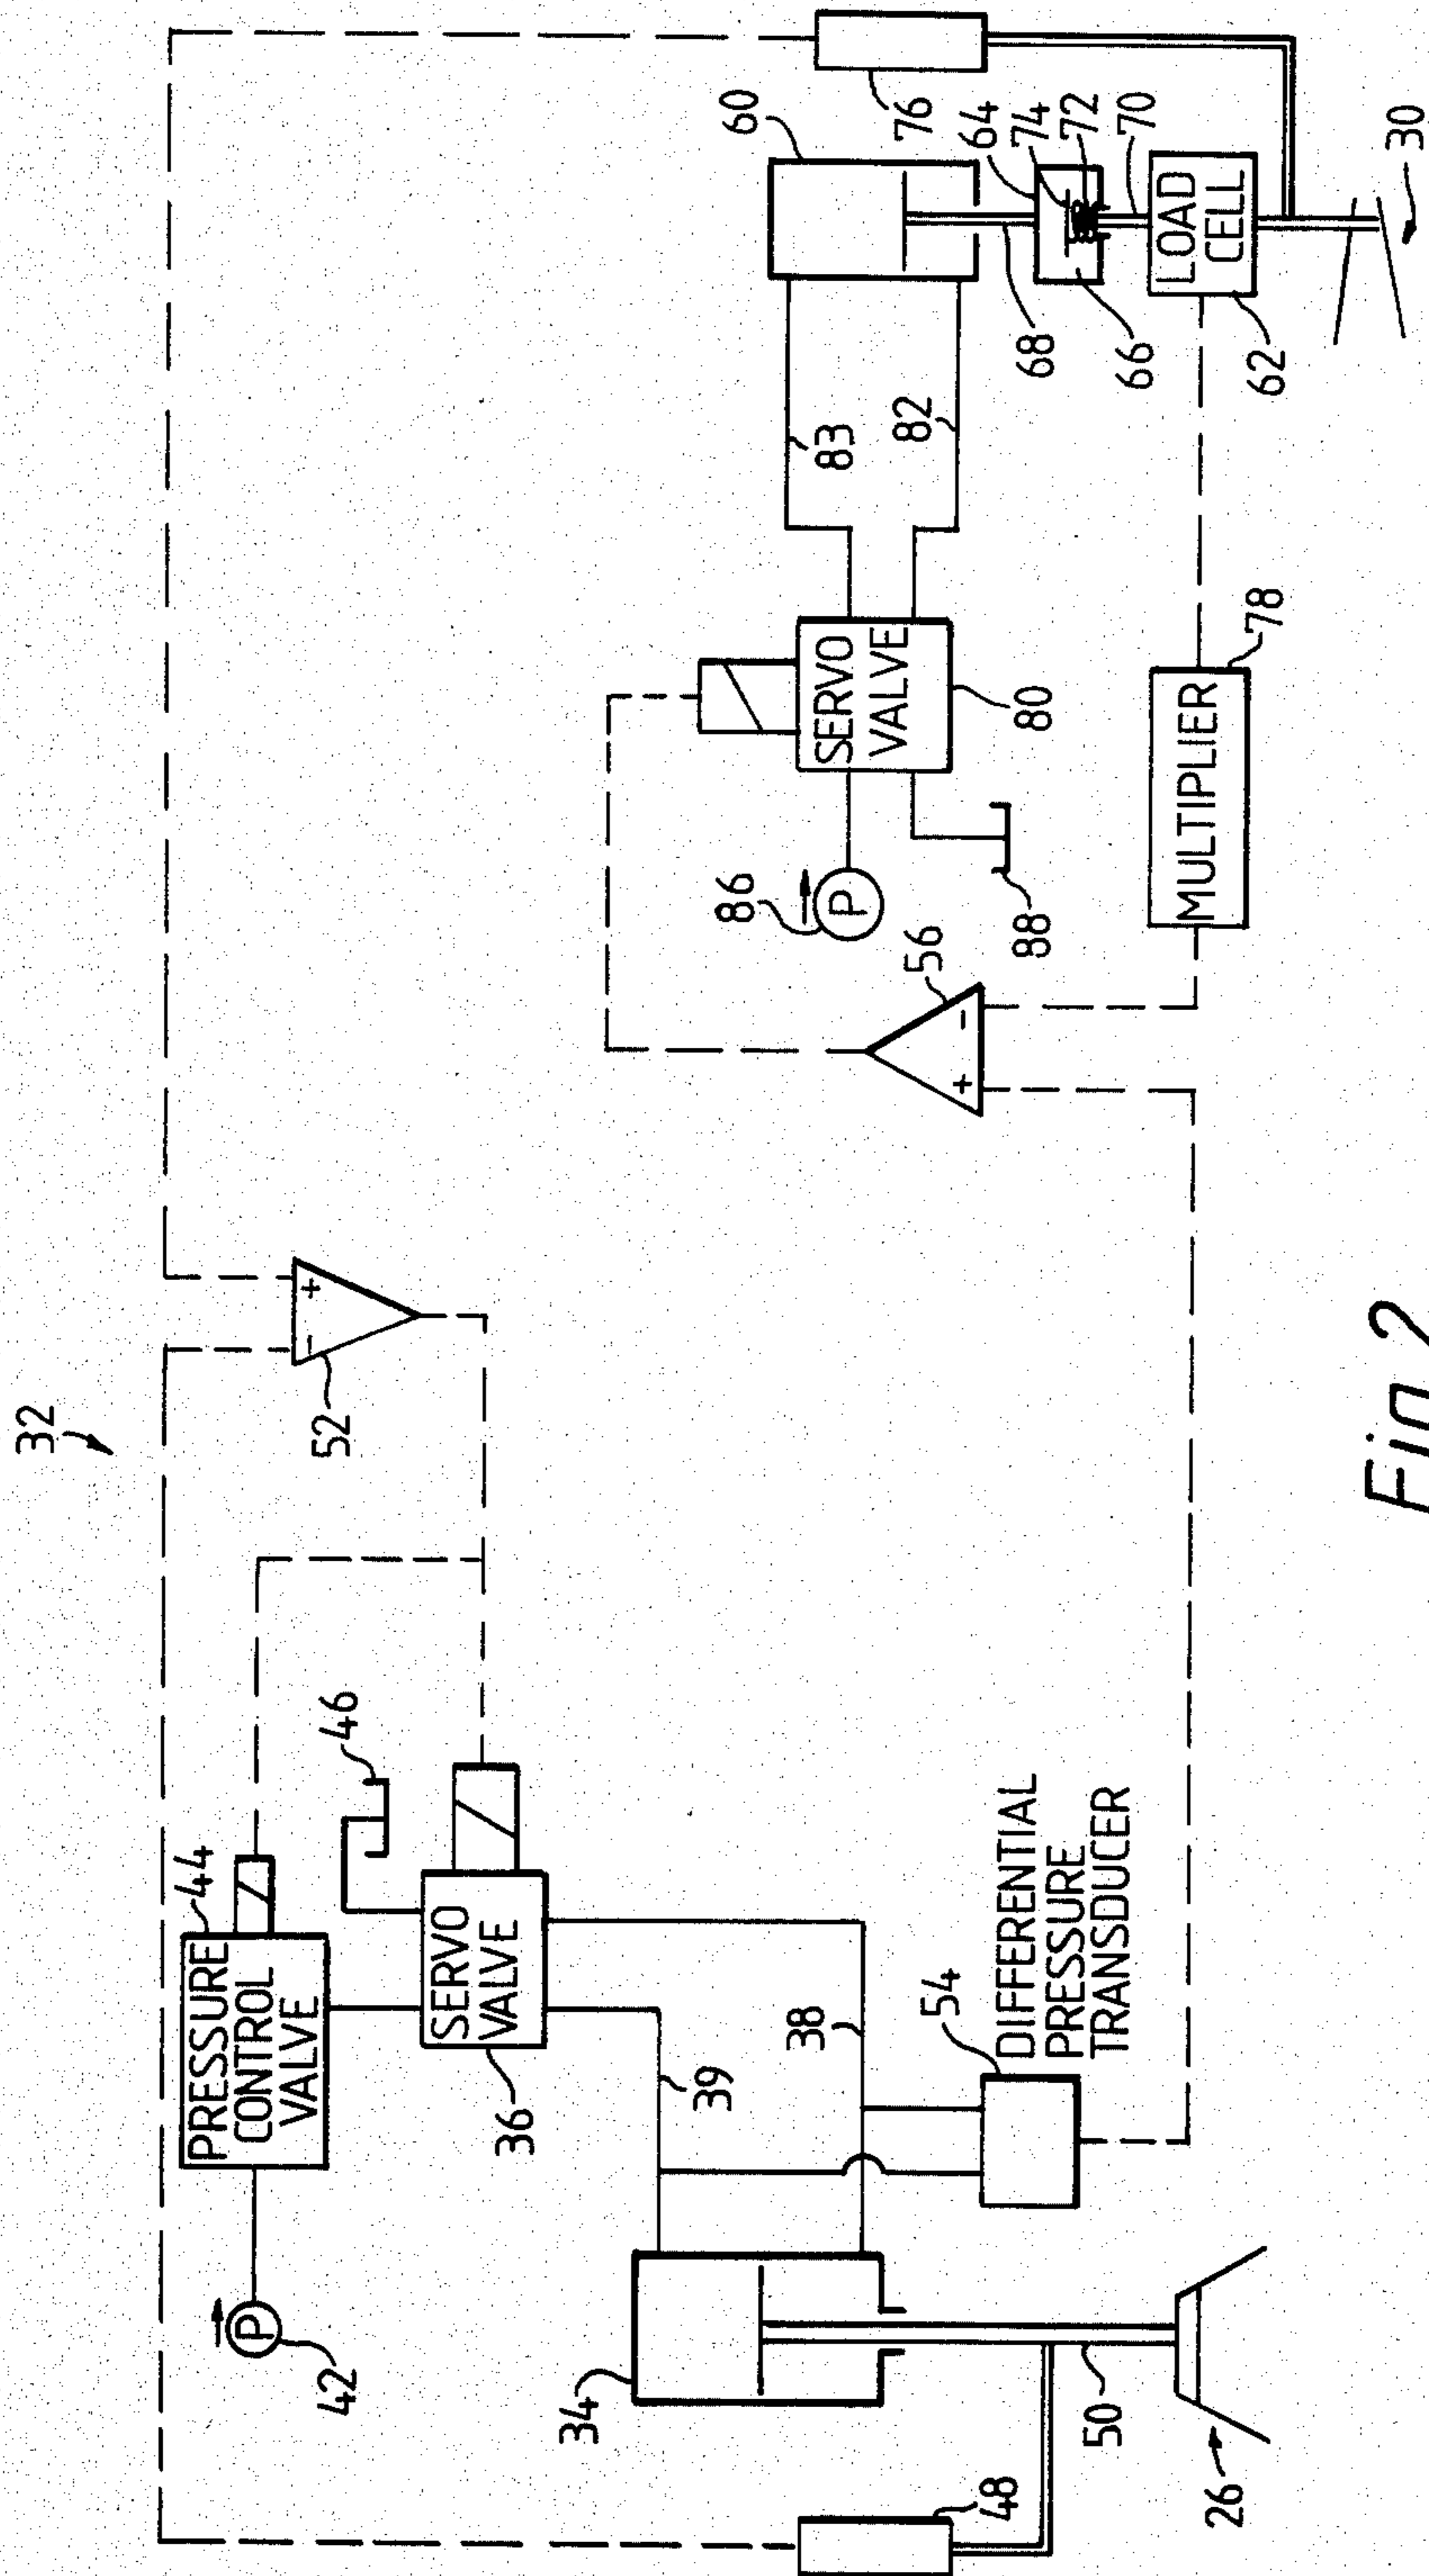 32
44
PRESSURE
CONTROL
VALVE
P
42
46
SERVO
VALVE
36
39
38
34
54
DIFFERENTIAL
PRESSURE
TRANSDUCER
48
50
26
- +
52
+ -
56
86
P
88
SERVO
VALVE
80
83
82
60
76
64
74
72
70
68
66
LOAD
CELL
62
30
MULTIPLIER
78
Fig. 2